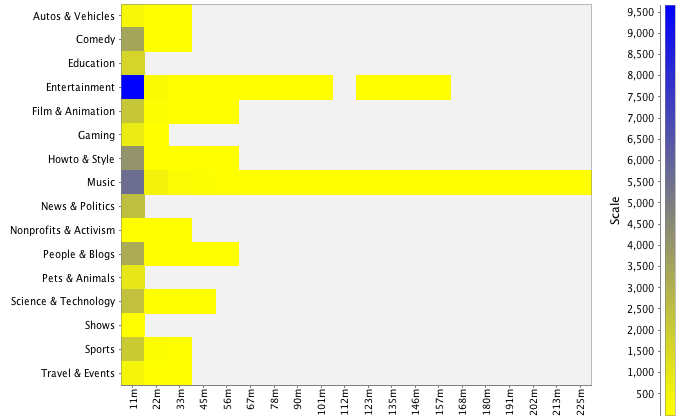 Autos & Vehicles
Comedy
Education
Entertainment
Film & Animation
Gaming
Howto & Style
Music
News & Politics
Nonprofits & Activism
People & Blogs
Pets & Animals
Science & Technology
Shows
Sports
Travel & Events
11m
22m
33m
45m
56m
67m
78m
90m
101m
112m
123m
135m
146m
157m
168m
180m
191m
202m
213m
225m
Scale
9,500
9,000
8,500
8,000
7,500
7,000
6,500
6,000
5,500
5,000
4,500
4,000
3,500
3,000
2,500
2,000
1,500
1,000
500